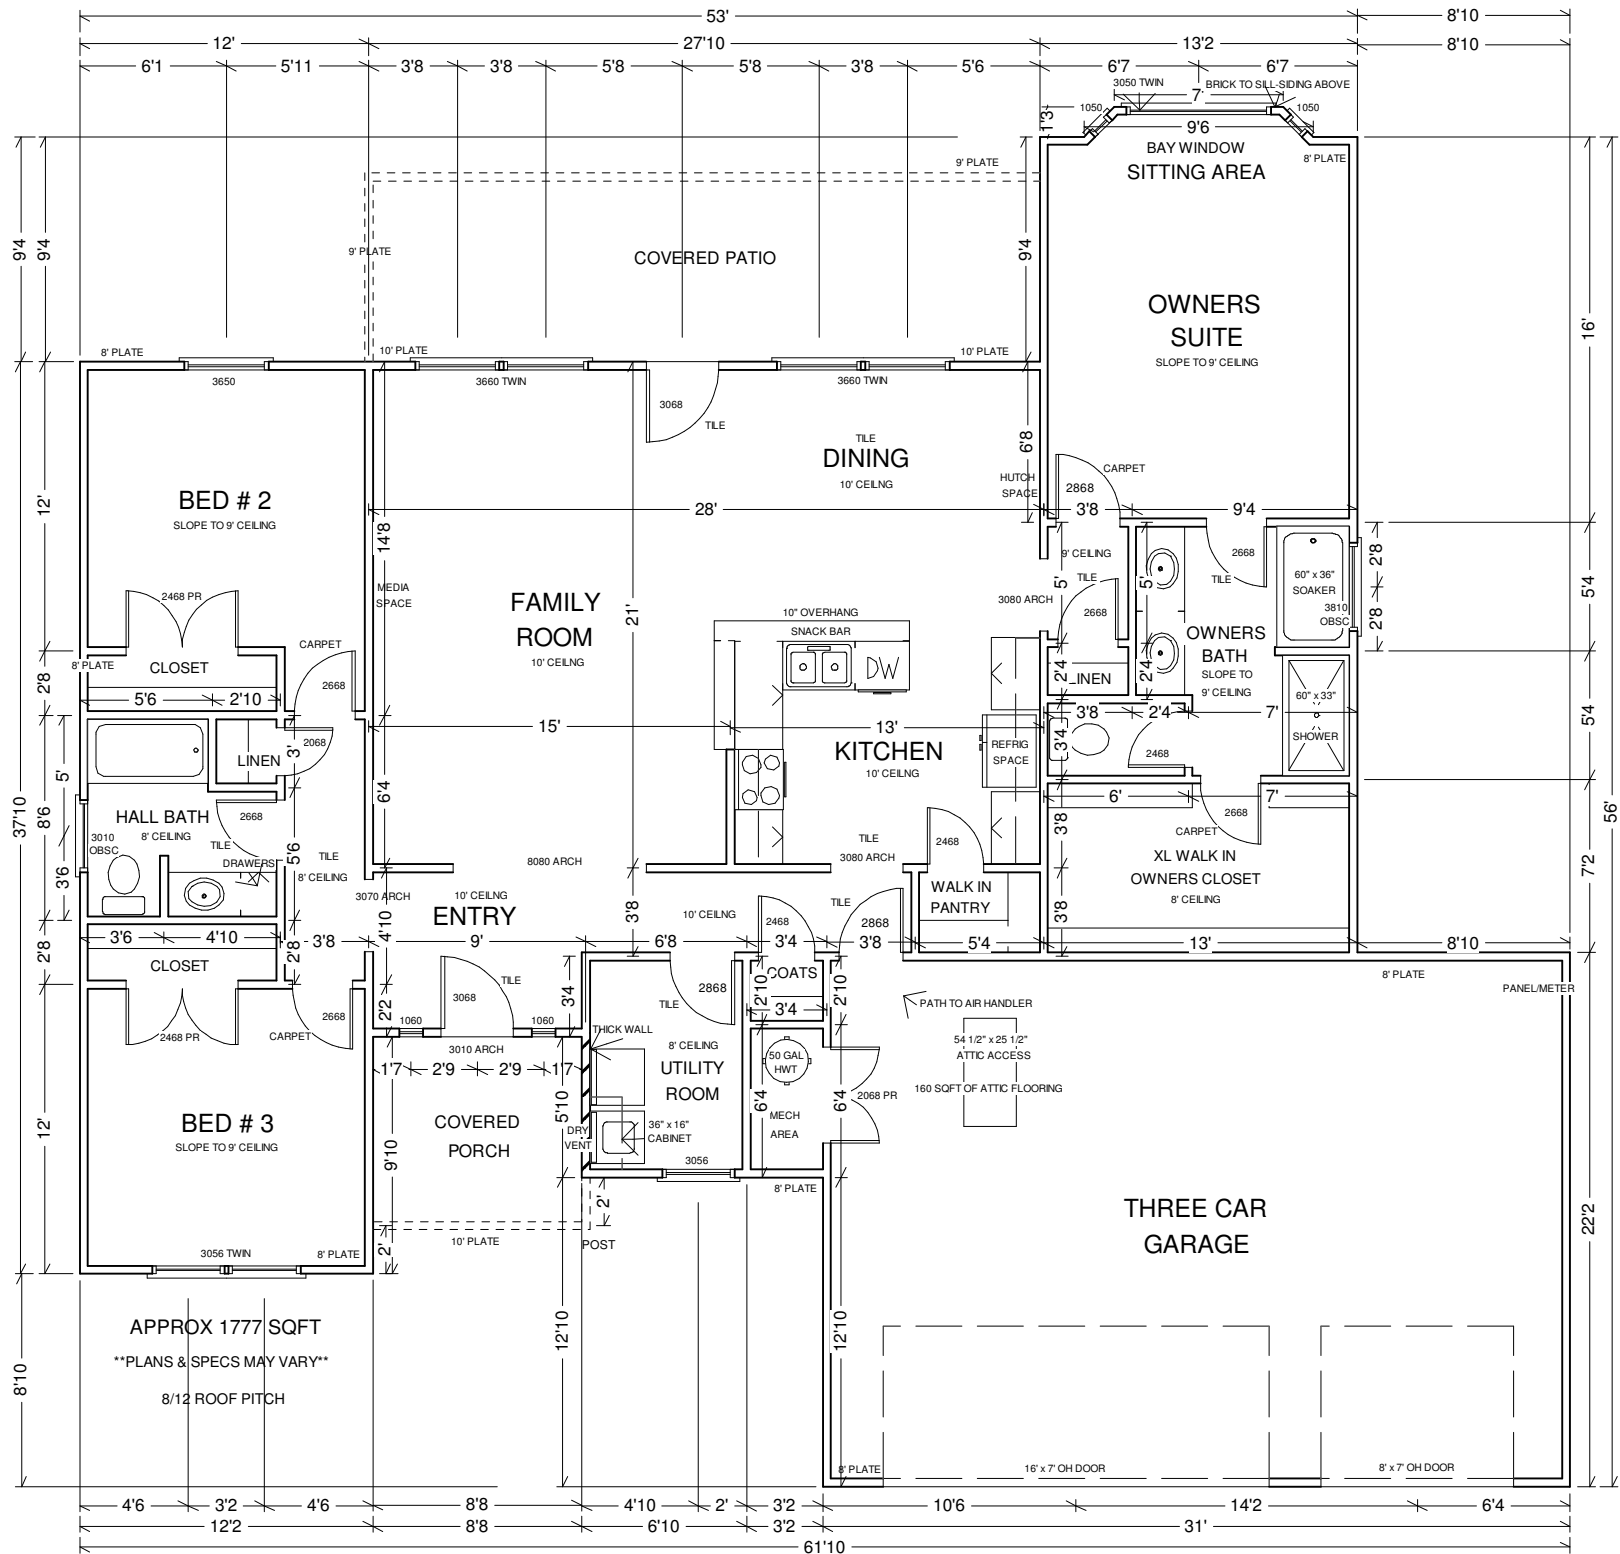 53'
8'10
12'
27'10
13'2
8'10
6'1
5'11
3'8
3'8
5'8
5'8
3'8
5'6
6'7
6'7
3050 TWIN
BRICK TO SILL-SIDING ABOVE
7'
1050
1050
1'3"
9'6
BAY WINDOW
SITTING AREA
8' PLATE
9' PLATE
9'4
9'4
9' PLATE
COVERED PATIO
9'4
16'
OWNERS
SUITE
SLOPE TO 9' CEILING
8' PLATE
10' PLATE
10' PLATE
3650
3660 TWIN
3660 TWIN
3068
TILE
TILE
DINING
10' CEILNG
6'8
HUTCH
SPACE
CARPET
2868
BED # 2
SLOPE TO 9' CEILING
12'
28'
3'8
9'4
14'8
MEDIA
SPACE
21'
FAMILY
ROOM
10' CEILNG
9' CEILING
TILE
5'
5'
2668
TILE
60" x 36"
SOAKER
2'8
2'8
5'4
3080 ARCH
2668
3810
OBSC
10" OVERHANG
SNACK BAR
DW
2468 PR
CARPET
8' PLATE
CLOSET
2'8
5'6
2'10
2668
OWNERS
BATH
SLOPE TO
9' CEILING
2'4
LINEN
2'4
60" x 33"
SHOWER
5'4
3'8
2'4
7'
15'
13'
KITCHEN
10' CEILNG
REFRIG
SPACE
3'4
2468
2068
3'
LINEN
5'
37'10
8'6
6'4
6'
7'
HALL BATH
8' CEILING
3010
OBSC
2668
TILE
DRAWERS
3'6
5'6
TILE
8' CEILING
8080 ARCH
TILE
3080 ARCH
2468
3'8
CARPET
2668
XL WALK IN
OWNERS CLOSET
8' CEILING
7'2
56'
3070 ARCH
10' CEILNG
ENTRY
4'10
3'8
10' CEILNG
2468
TILE
2868
WALK IN
PANTRY
3'8
3'6
4'10
3'8
9'
6'8
3'4
3'8
5'4
13'
8'10
2'8
CLOSET
2'8
8' PLATE
PANEL/METER
2'2
3068
TILE
3'4
TILE
2868
2'10
COATS
3'4
2'10
PATH TO AIR HANDLER
2468 PR
CARPET
2668
1060
1060
3010 ARCH
THICK WALL
8' CEILING
UTILITY
ROOM
50 GAL
HWT
54 1/2" x 25 1/2"
ATTIC ACCESS
160 SQFT OF ATTIC FLOORING
1'7
2'9
2'9
1'7
5'10
6'4
6'4
2068 PR
MECH
AREA
BED # 3
SLOPE TO 9' CEILING
12'
9'10
COVERED
PORCH
DRY
VENT
36" x 16"
CABINET
3056
8' PLATE
2'
POST
10' PLATE
2'
3056 TWIN
8' PLATE
THREE CAR
GARAGE
22'2
APPROX 1777 SQFT
**PLANS & SPECS MAY VARY**
8/12 ROOF PITCH
8'10
12'10
12'10
8' PLATE
16' x 7' OH DOOR
8' x 7' OH DOOR
4'6
3'2
4'6
8'8
4'10
2'
3'2
10'6
14'2
6'4
12'2
8'8
6'10
3'2
31'
61'10